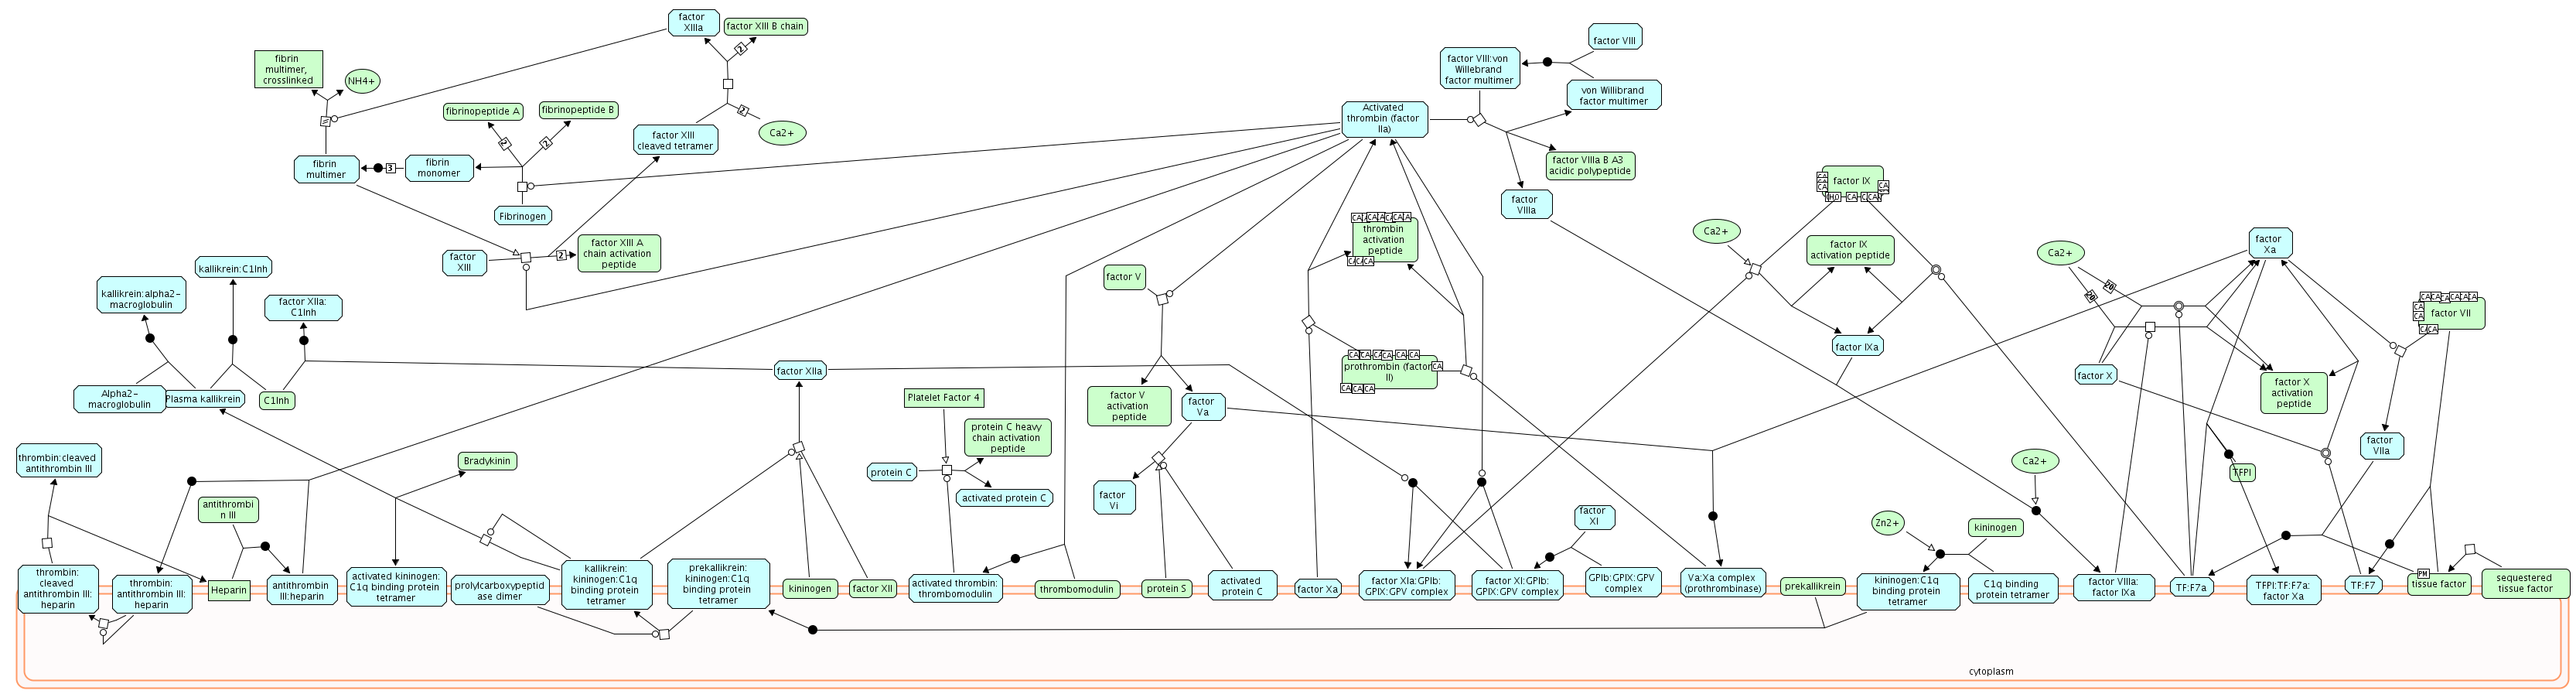 factor
XIIIa
factor XIII B chain
2
fibrin
multimer,
crosslinked
NH4+
fibrinopeptide A
fibrinopeptide B
2
2
2
Ca2+
factor XIII
cleaved tetramer
fibrin
multimer
3
fibrin
monomer
Fibrinogen
factor
XIII
2
factor XIII A
chain activation
peptide
factor VIII
factor VIII:von
Willebrand
factor multimer
von Willibrand
factor multimer
Activated
thrombin (factor
IIa)
factor VIIIa B A3
acidic polypeptide
factor
VIIIa
thrombin
activation
peptide
factor V
prothrombin (factor
II)
factor V
activation
peptide
factor
Va
factor
Vi
factor IX
Ca2+
factor IX
activation peptide
factor IXa
Ca2+
20
20
factor
Xa
factor VII
factor X
factor X
activation
peptide
factor
VIIa
TFPI
Ca2+
kallikrein:C1Inh
kallikrein:alpha2-
macroglobulin
factor XIIa:
C1Inh
Alpha2-
macroglobulin
Plasma kallikrein
C1Inh
factor XIIa
Platelet Factor 4
protein C heavy
chain activation
peptide
protein C
activated protein C
thrombin:cleaved
antithrombin III
Bradykinin
antithrombi
n III
factor
XI
Zn2+
kininogen
thrombin:
cleaved
antithrombin III:
heparin
thrombin:
antithrombin III:
heparin
Heparin
antithrombin
III:heparin
activated kininogen:
C1q binding protein
tetramer
prolylcarboxypeptid
ase dimer
kallikrein:
kininogen:C1q
binding protein
tetramer
prekallikrein:
kininogen:C1q
binding protein
tetramer
kininogen
factor XII
activated thrombin:
thrombomodulin
thrombomodulin
protein S
activated
protein C
factor Xa
factor XIa:GPIb:
GPIX:GPV complex
factor XI:GPIb:
GPIX:GPV complex
GPIb:GPIX:GPV
complex
Va:Xa complex
(prothrombinase)
prekallikrein
kininogen:C1q
binding protein
tetramer
C1q binding
protein tetramer
factor VIIIa:
factor IXa
TF:F7a
TFPI:TF:F7a:
factor Xa
TF:F7
PM
tissue factor
sequestered
tissue factor
cytoplasm